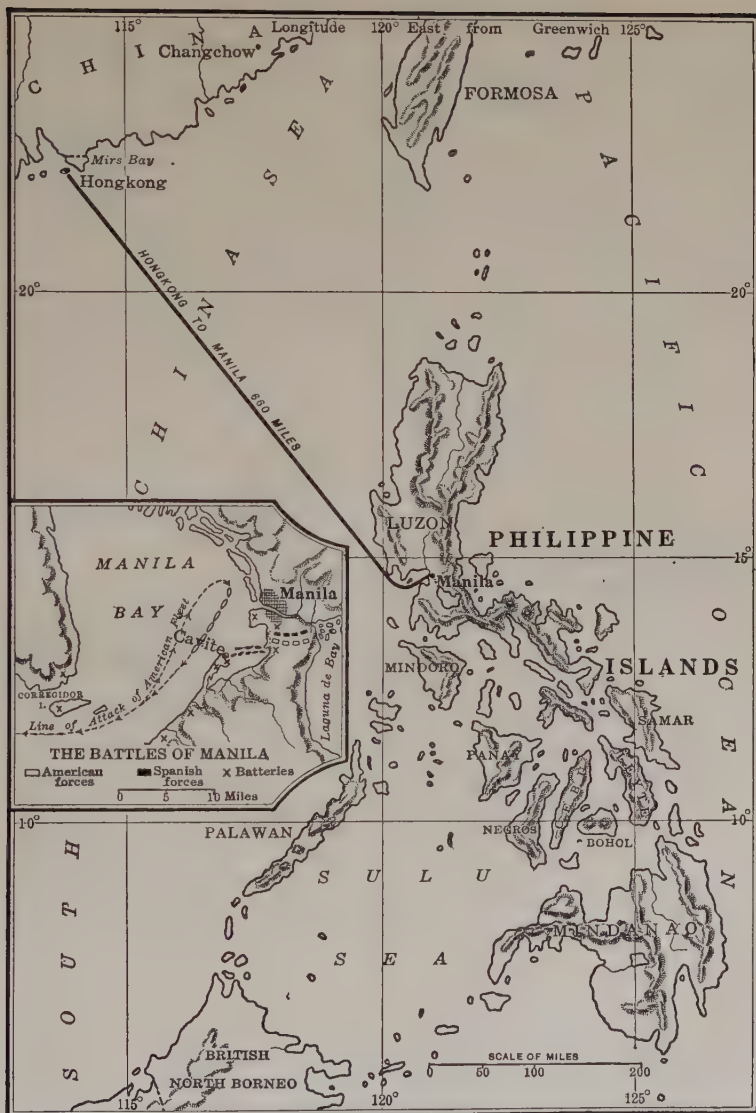 115° Longitude 120° East from Greenwich 125°
CHINA
Changchow
FORMOSA
PACIFIC OCEAN
Mirs Bay
Hongkong
SOUTH CHINA SEA
HONGKONG TO MANILA 660 MILES
20°
LUZON
PHILIPPINE
15°
Manila
MANILA
BAY
Manila
Cavite
CORREGIDOR
I.
Line of Attack of American Fleet
Laguna de Bay
THE BATTLES OF MANILA
American forces
Spanish forces
× Batteries
0 5 10 Miles
MINDORO
ISLANDS
SAMAR
PANAY
CEBU
10° 10°
PALAWAN
NEGROS
BOHOL
SULU
SEA
MINDANAO
BRITISH
NORTH BORNEO
SCALE OF MILES
0 50 100 200
115° 120° 125°